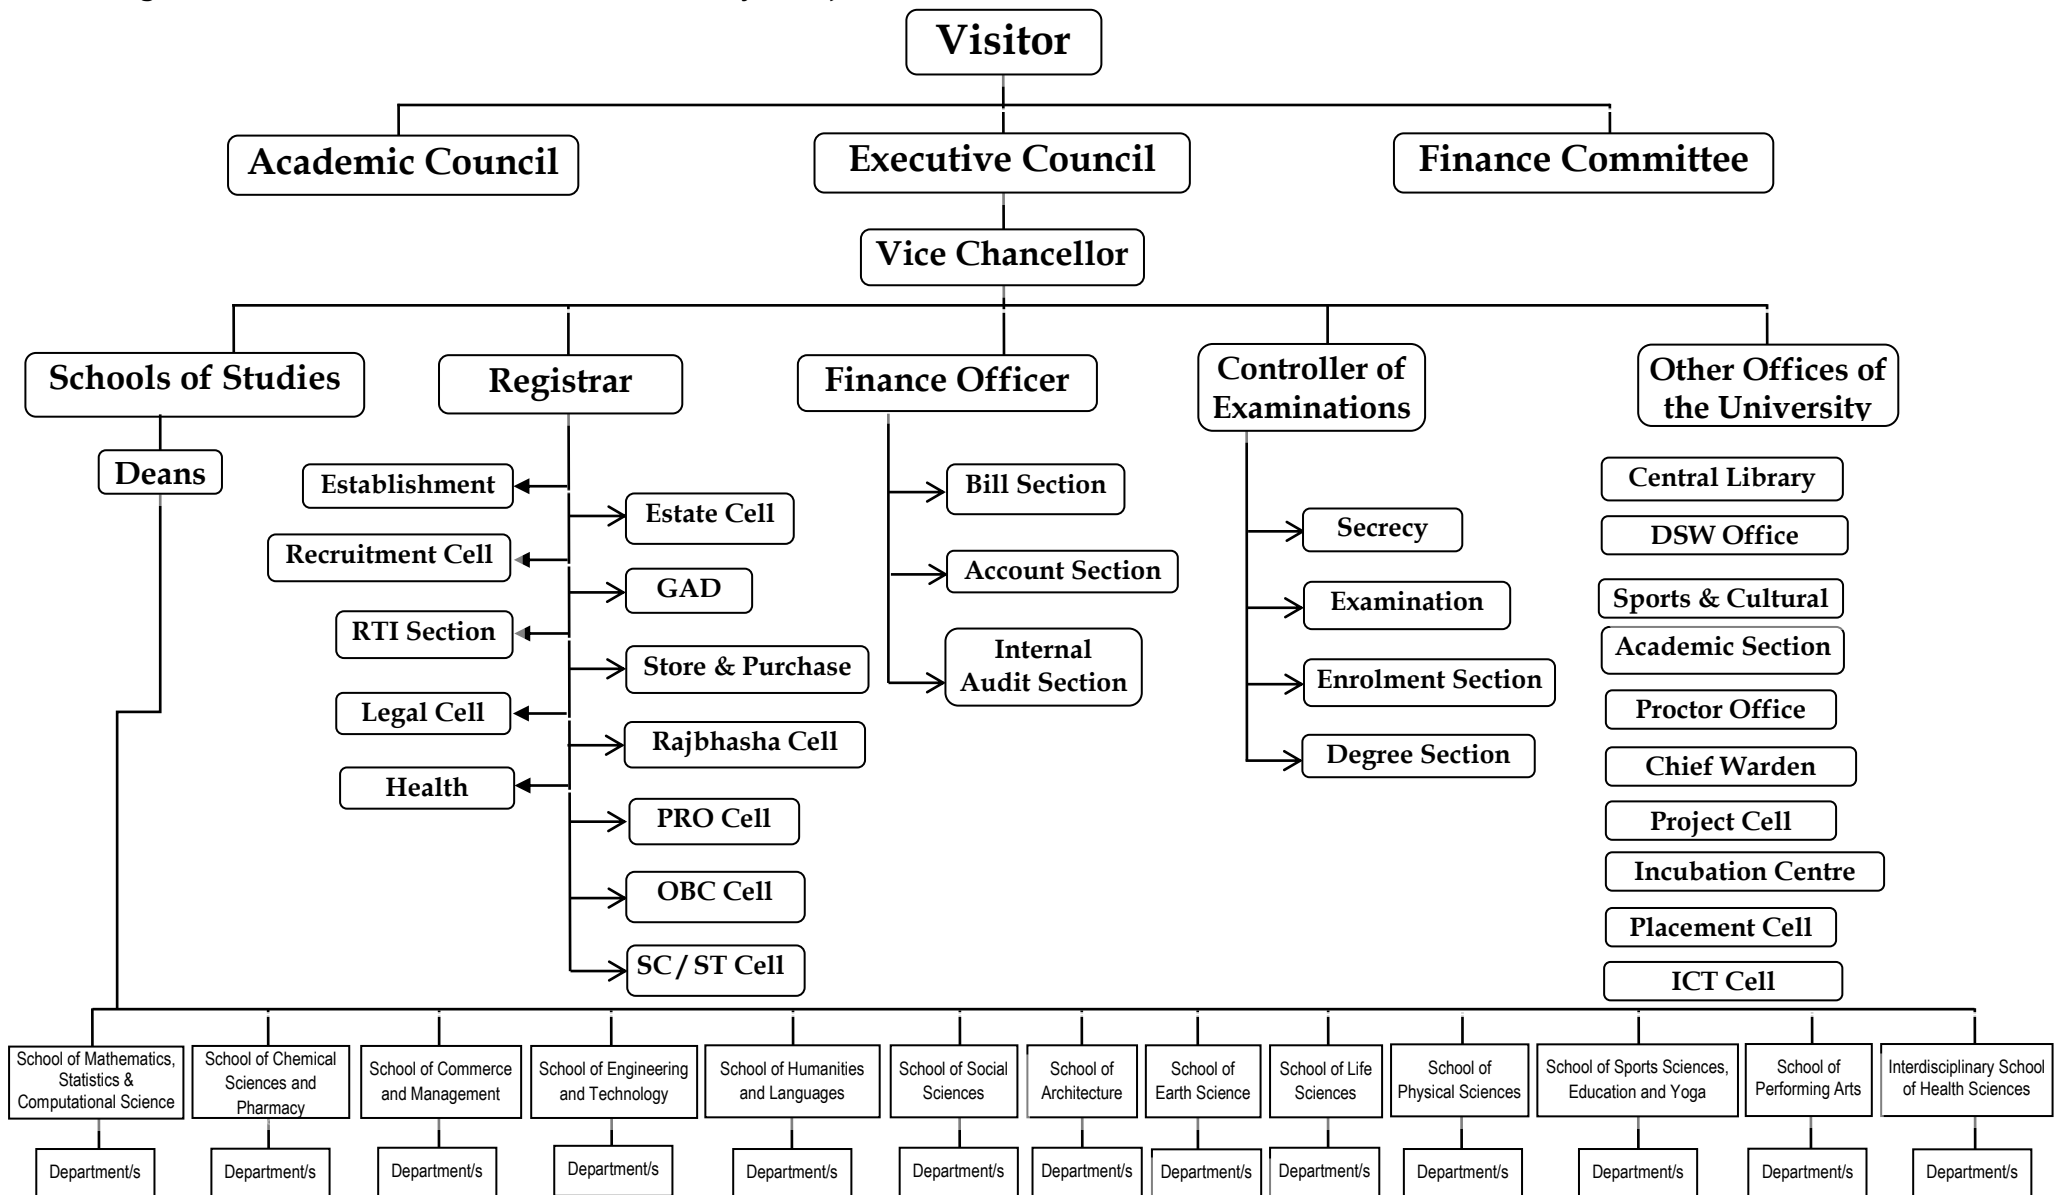 Visitor
Academic Council
Executive Council
Finance Committee
Vice Chancellor
Schools of Studies
Registrar
Finance Officer
Controller of
Examinations
Other Offices of
the University
Deans
Establishment
Recruitment Cell
RTI Section
Legal Cell
Health
Estate Cell
GAD
Store & Purchase
Rajbhasha Cell
PRO Cell
OBC Cell
SC / ST Cell
Bill Section
Account Section
Internal
Audit Section
Secrecy
Examination
Enrolment Section
Degree Section
Central Library
DSW Office
Sports & Cultural
Academic Section
Proctor Office
Chief Warden
Project Cell
Incubation Centre
Placement Cell
ICT Cell
School of Mathematics,
Statistics &
Computational Science
School of Chemical
Sciences and
Pharmacy
School of Commerce
and Management
School of Engineering
and Technology
School of Humanities
and Languages
School of Social
Sciences
School of
Architecture
School of
Earth Science
School of Life
Sciences
School of
Physical Sciences
School of Sports Sciences,
Education and Yoga
School of
Performing Arts
Interdisciplinary School
of Health Sciences
Department/s
Department/s
Department/s
Department/s
Department/s
Department/s
Department/s
Department/s
Department/s
Department/s
Department/s
Department/s
Department/s